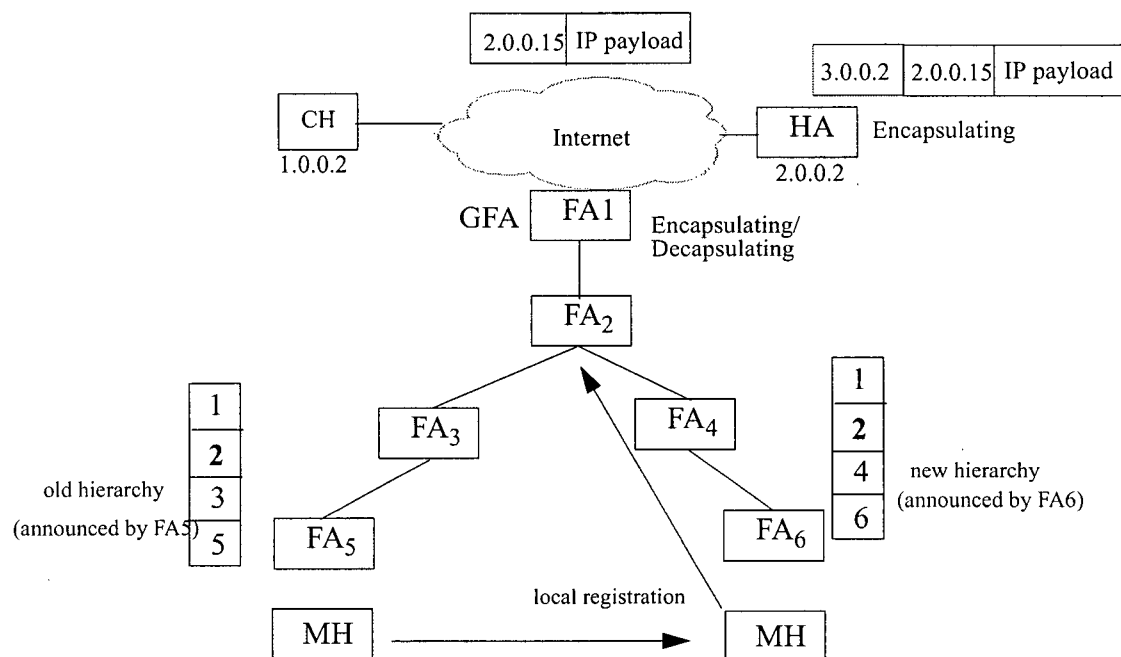 2.0.0.15 IP payload
3.0.0.2 2.0.0.15 IP payload
CH
Internet
HA
Encapsulating
1.0.0.2
2.0.0.2
GFA
FA1
Encapsulating/
Decapsulating
FA2
1
2
3
5
old hierarchy
(announced by FA5)
FA3
FA4
1
2
4
6
new hierarchy
(announced by FA6)
FA5
FA6
local registration
MH
MH